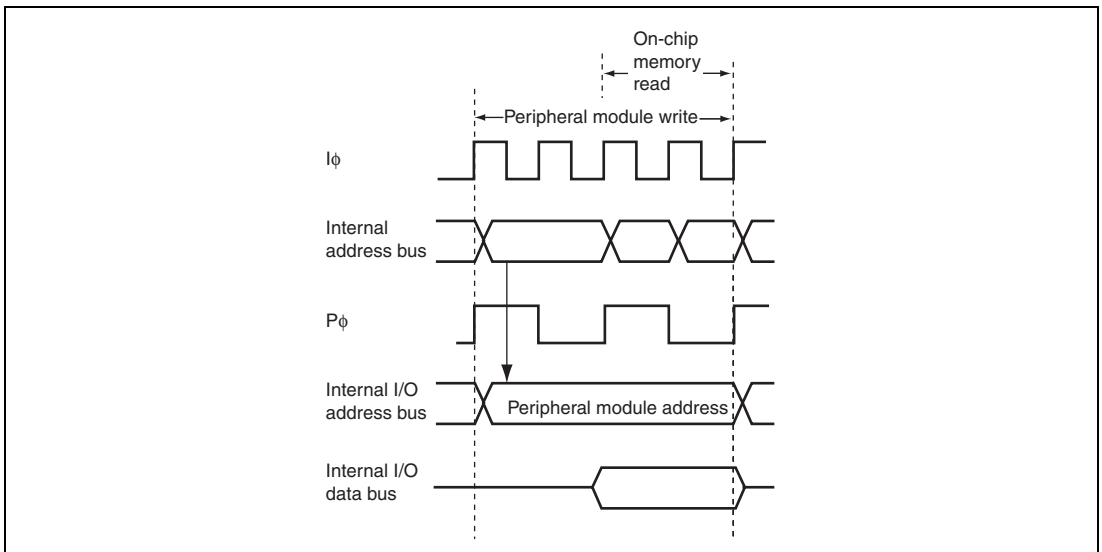 On-chip
memory
read
Peripheral module write
Iϕ
Internal
address bus
Pϕ
Internal I/O
address bus
Peripheral module address
Internal I/O
data bus